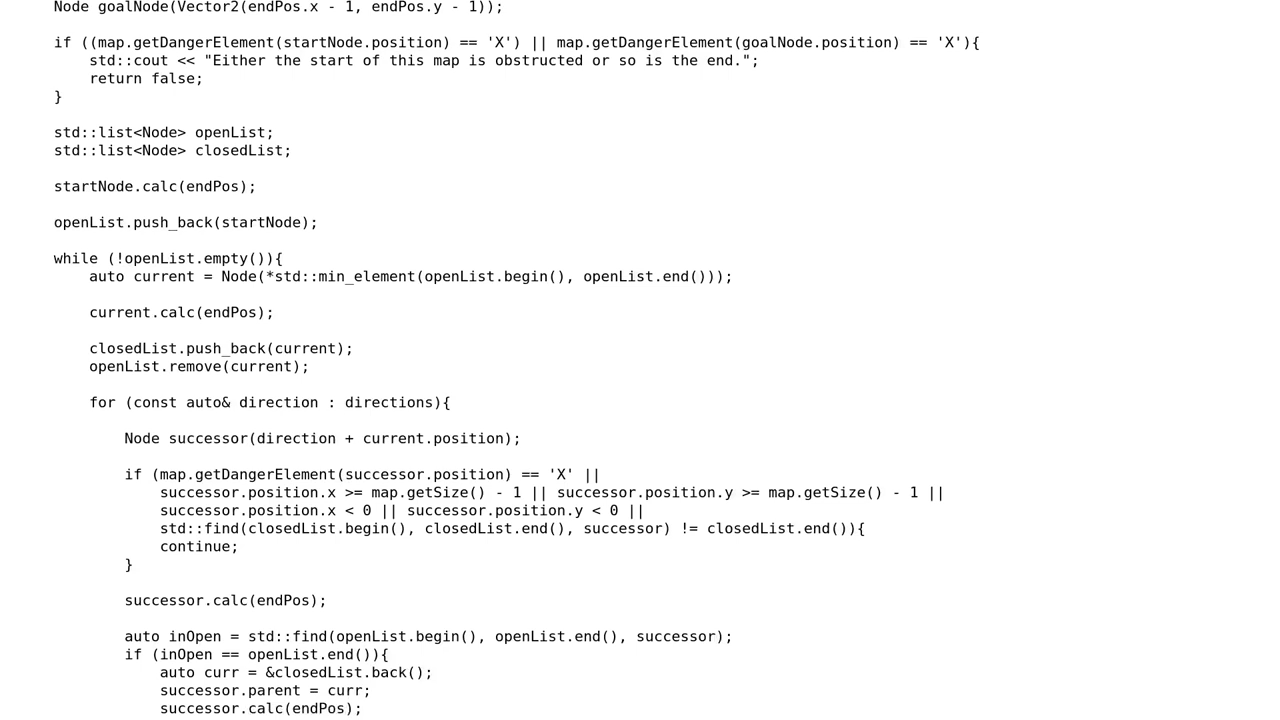 Node goalNode(Vector2(endPos.x - 1, endPos.y - 1));
if ((map.getDangerElement(startNode.position) == 'X') || map.getDangerElement(goalNode.position) == 'X'){
std::cout << "Either the start of this map is obstructed or so is the end.";
return false;
}
std::list<Node> openList;
std::list<Node> closedList;
startNode.calc(endPos);
openList.push_back(startNode);
while (!openList.empty()){
auto current = Node(*std::min_element(openList.begin(), openList.end()));
current.calc(endPos);
closedList.push_back(current);
openList.remove(current);
for (const auto& direction : directions){
Node successor(direction + current.position);
if (map.getDangerElement(successor.position) == 'X' ||
successor.position.x >= map.getSize() - 1 || successor.position.y >= map.getSize() - 1 ||
successor.position.x < 0 || successor.position.y < 0 ||
std::find(closedList.begin(), closedList.end(), successor) != closedList.end()){
continue;
}
successor.calc(endPos);
auto inOpen = std::find(openList.begin(), openList.end(), successor);
if (inOpen == openList.end()){
auto curr = &closedList.back();
successor.parent = curr;
successor.calc(endPos);